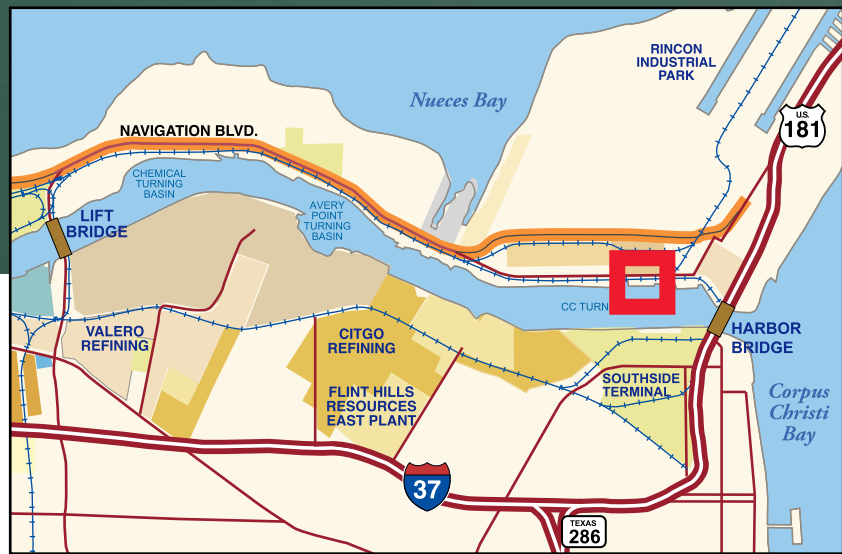 RINCON
INDUSTRIAL
PARK
Nueces Bay
U.S.
181
NAVIGATION BLVD.
CHEMICAL
TURNING
BASIN
AVERY
POINT
TURNING
BASIN
LIFT
BRIDGE
CC TURN
VALERO
REFINING
CITGO
REFINING
HARBOR
BRIDGE
FLINT HILLS
RESOURCES
EAST PLANT
SOUTHSIDE
TERMINAL
Corpus
Christi
Bay
37
TEXAS
286